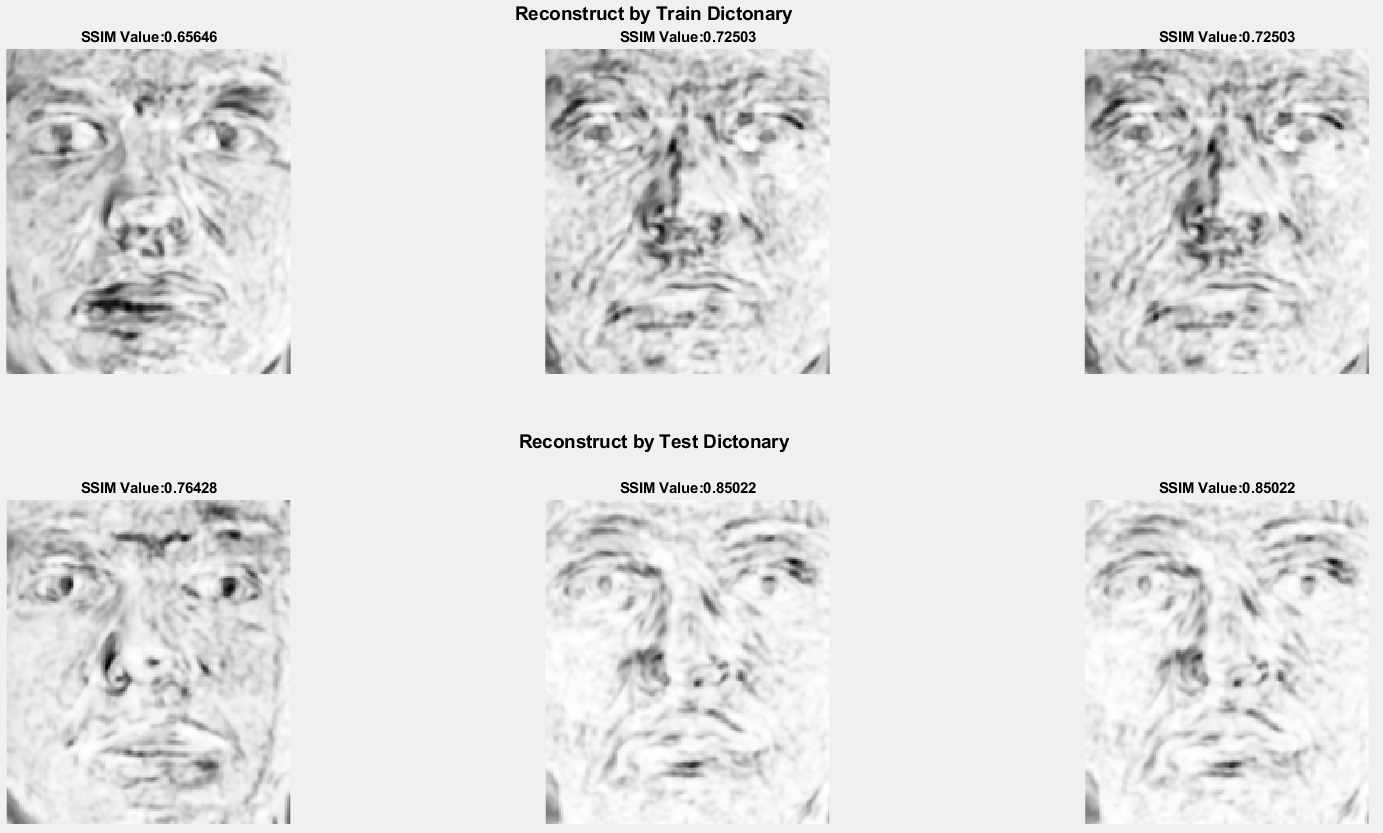 Reconstruct by Train Dictonary
SSIM Value:0.65646
SSIM Value:0.72503
SSIM Value:0.72503
Reconstruct by Test Dictonary
SSIM Value:0.76428
SSIM Value:0.85022
SSIM Value:0.85022